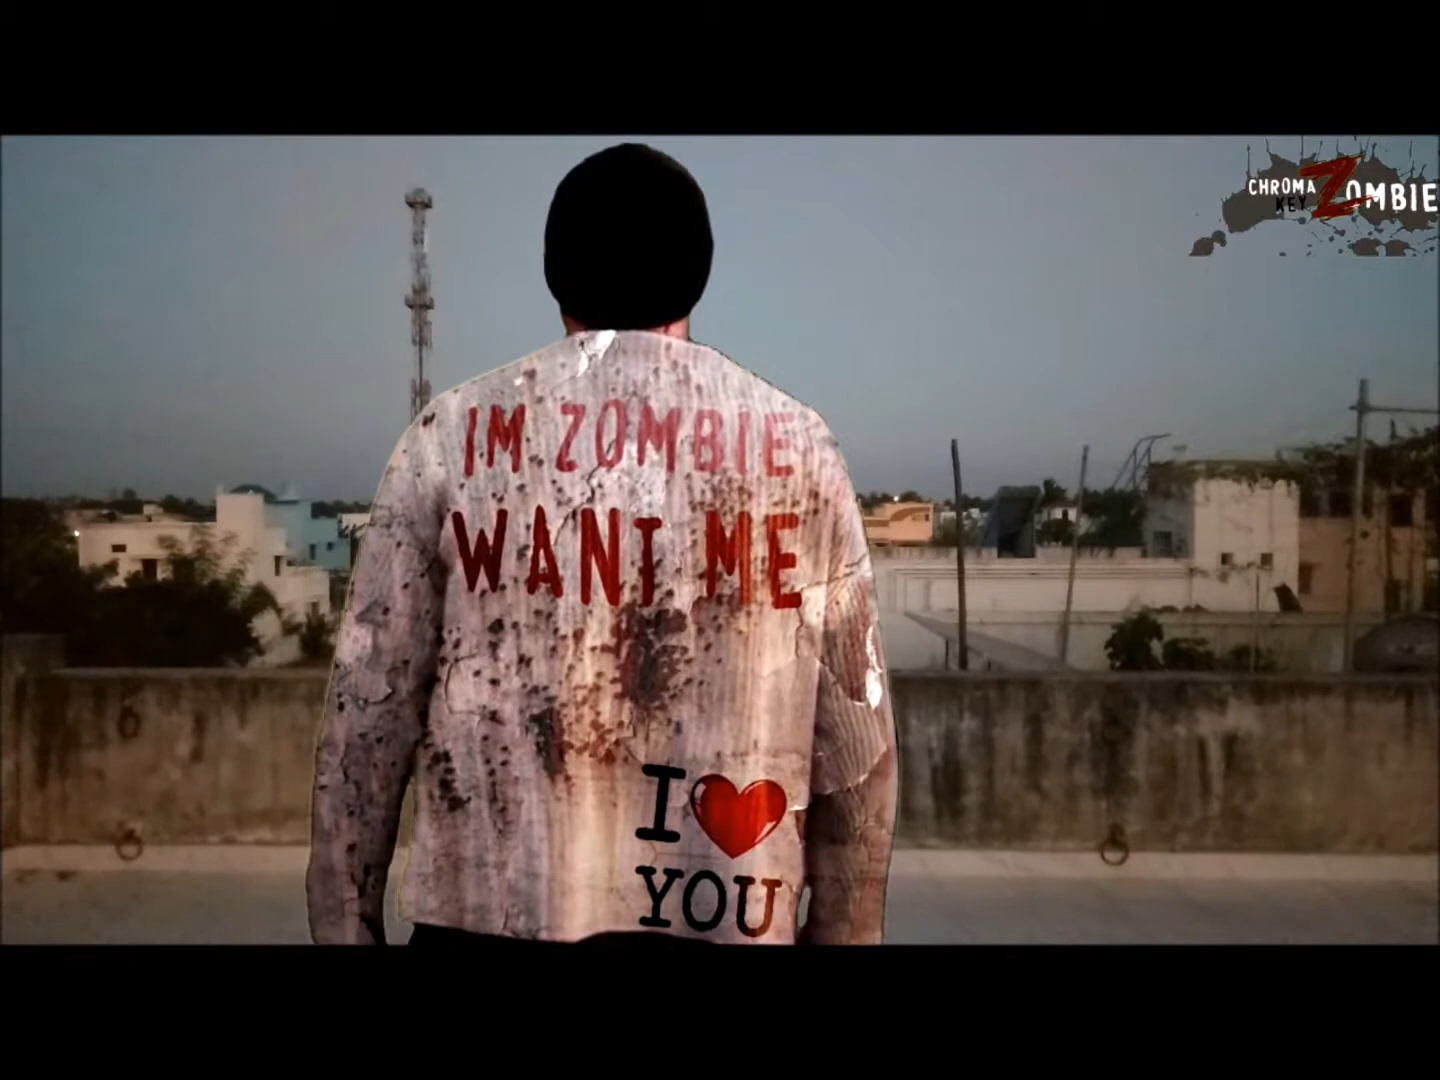 CHROMA ZOMBIE
KEY
IM ZOMBIE
WANT ME
I
YOU